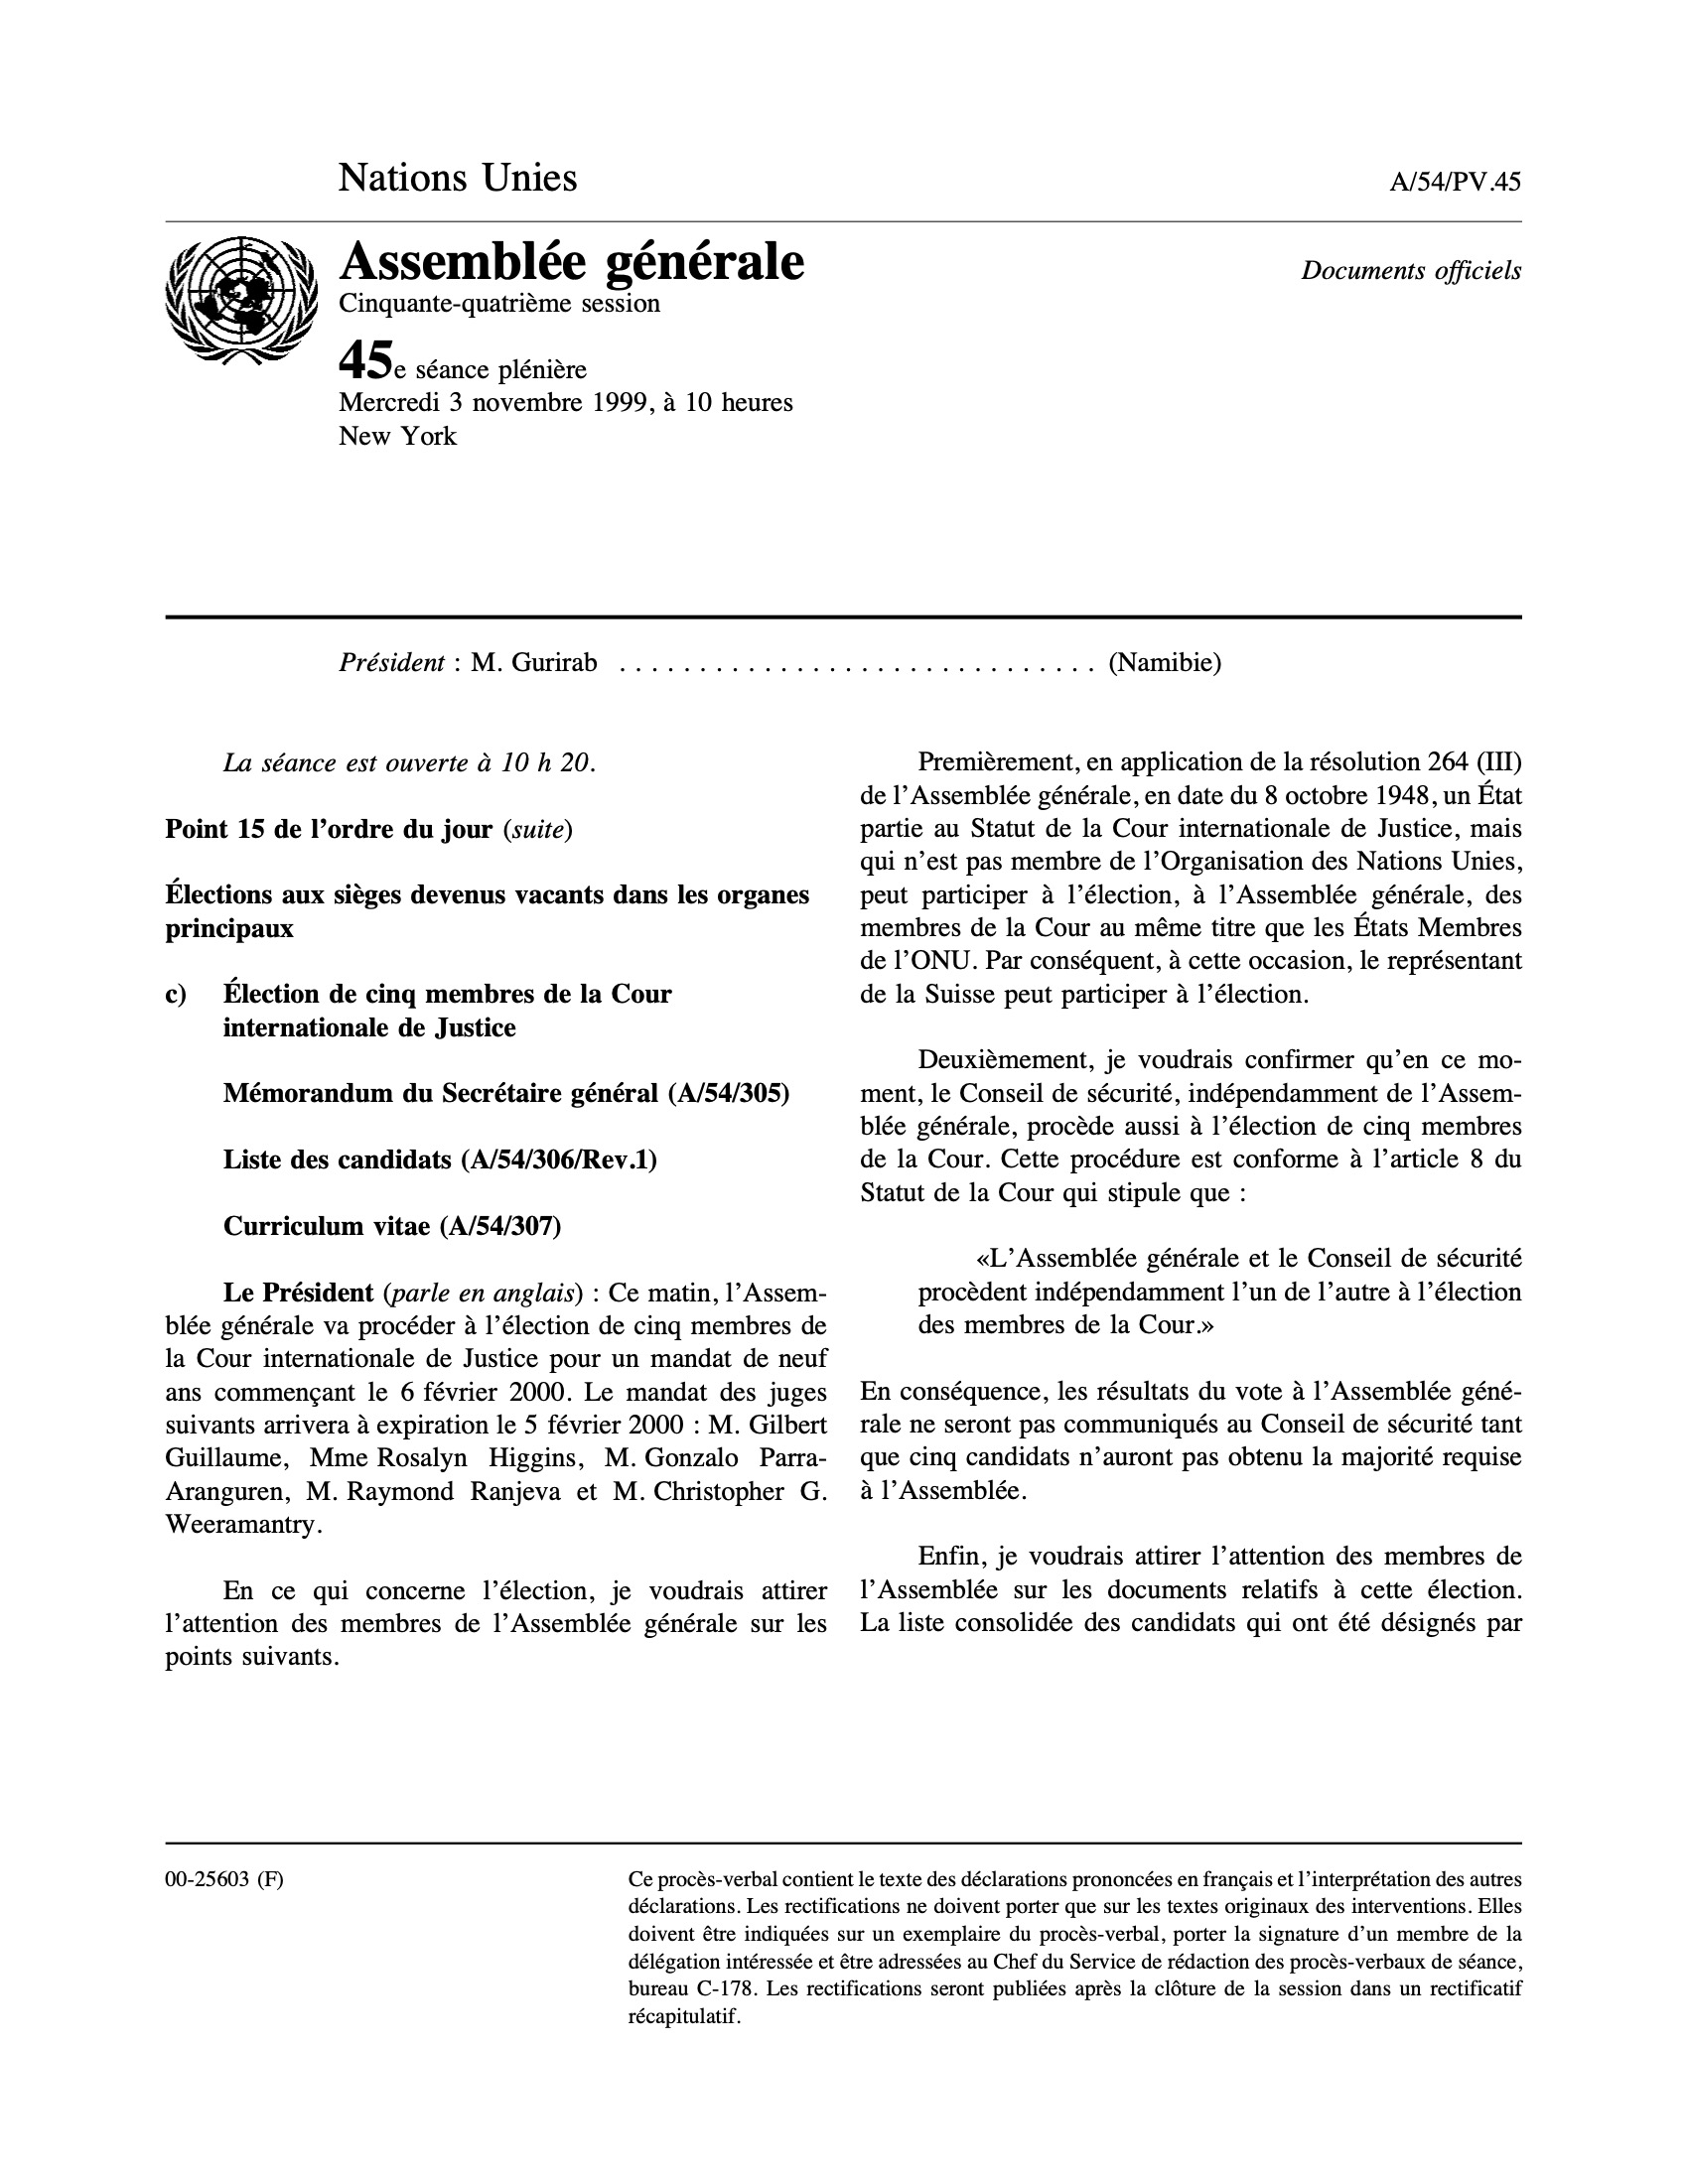 Nations Unies
A/54/PV.45
Assemblée générale
Documents officiels
Cinquante-quatrième session
45e séance plénière
Mercredi 3 novembre 1999, à 10 heures
New York
Président : M. Gurirab . . . . . . . . . . . . . . . . . . . . . . . . . . . . . . (Namibie)
La séance est ouverte à 10 h 20.
Point 15 de l'ordre du jour (suite)
Élections aux sièges devenus vacants dans les organes
principaux
c) Élection de cinq membres de la Cour
internationale de Justice
Mémorandum du Secrétaire général (A/54/305)
Liste des candidats (A/54/306/Rev.1)
Curriculum vitae (A/54/307)
Le Président (parle en anglais) : Ce matin, l'Assem-
blée générale va procéder à l'élection de cinq membres de
la Cour internationale de Justice pour un mandat de neuf
ans commençant le 6 février 2000. Le mandat des juges
suivants arrivera à expiration le 5 février 2000 : M. Gilbert
Guillaume, Mme Rosalyn Higgins, M. Gonzalo Parra-
Aranguren, M. Raymond Ranjeva et M. Christopher G.
Weeramantry.
En ce qui concerne l'élection, je voudrais attirer
l'attention des membres de l'Assemblée générale sur les
points suivants.
Premièrement, en application de la résolution 264 (III)
de l'Assemblée générale, en date du 8 octobre 1948, un État
partie au Statut de la Cour internationale de Justice, mais
qui n'est pas membre de l'Organisation des Nations Unies,
peut participer à l'élection, à l'Assemblée générale, des
membres de la Cour au même titre que les États Membres
de l'ONU. Par conséquent, à cette occasion, le représentant
de la Suisse peut participer à l'élection.
Deuxièmement, je voudrais confirmer qu'en ce mo-
ment, le Conseil de sécurité, indépendamment de l'Assem-
blée générale, procède aussi à l'élection de cinq membres
de la Cour. Cette procédure est conforme à l'article 8 du
Statut de la Cour qui stipule que :
«L'Assemblée générale et le Conseil de sécurité
procèdent indépendamment l'un de l'autre à l'élection
des membres de la Cour.»
En conséquence, les résultats du vote à l'Assemblée géné-
rale ne seront pas communiqués au Conseil de sécurité tant
que cinq candidats n'auront pas obtenu la majorité requise
à l'Assemblée.
Enfin, je voudrais attirer l'attention des membres de
l'Assemblée sur les documents relatifs à cette élection.
La liste consolidée des candidats qui ont été désignés par
00-25603 (F)
Ce procès-verbal contient le texte des déclarations prononcées en français et l'interprétation des autres
déclarations. Les rectifications ne doivent porter que sur les textes originaux des interventions. Elles
doivent être indiquées sur un exemplaire du procès-verbal, porter la signature d'un membre de la
délégation intéressée et être adressées au Chef du Service de rédaction des procès-verbaux de séance,
bureau C-178. Les rectifications seront publiées après la clôture de la session dans un rectificatif
récapitulatif.